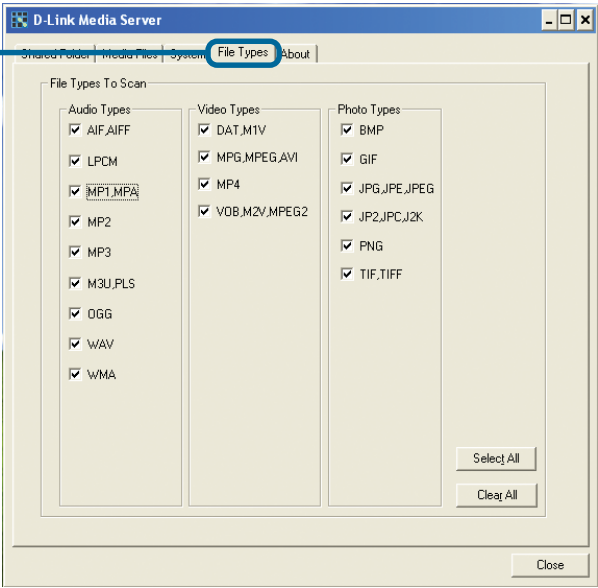 D-Link Media Server
Shared Folder Media Files System File Types About
File Types To Scan
Audio Types
AIF,AIFF
LPCM
MP1,MPA
MP2
MP3
M3U,PLS
OGG
WAV
WMA
Video Types
DAT,M1V
MPG,MPEG,AVI
MP4
VOB,M2V,MPEG2
Photo Types
BMP
GIF
JPG,JPE,JPEG
JP2,JPC,J2K
PNG
TIF,TIFF
Select All
Clear All
Close